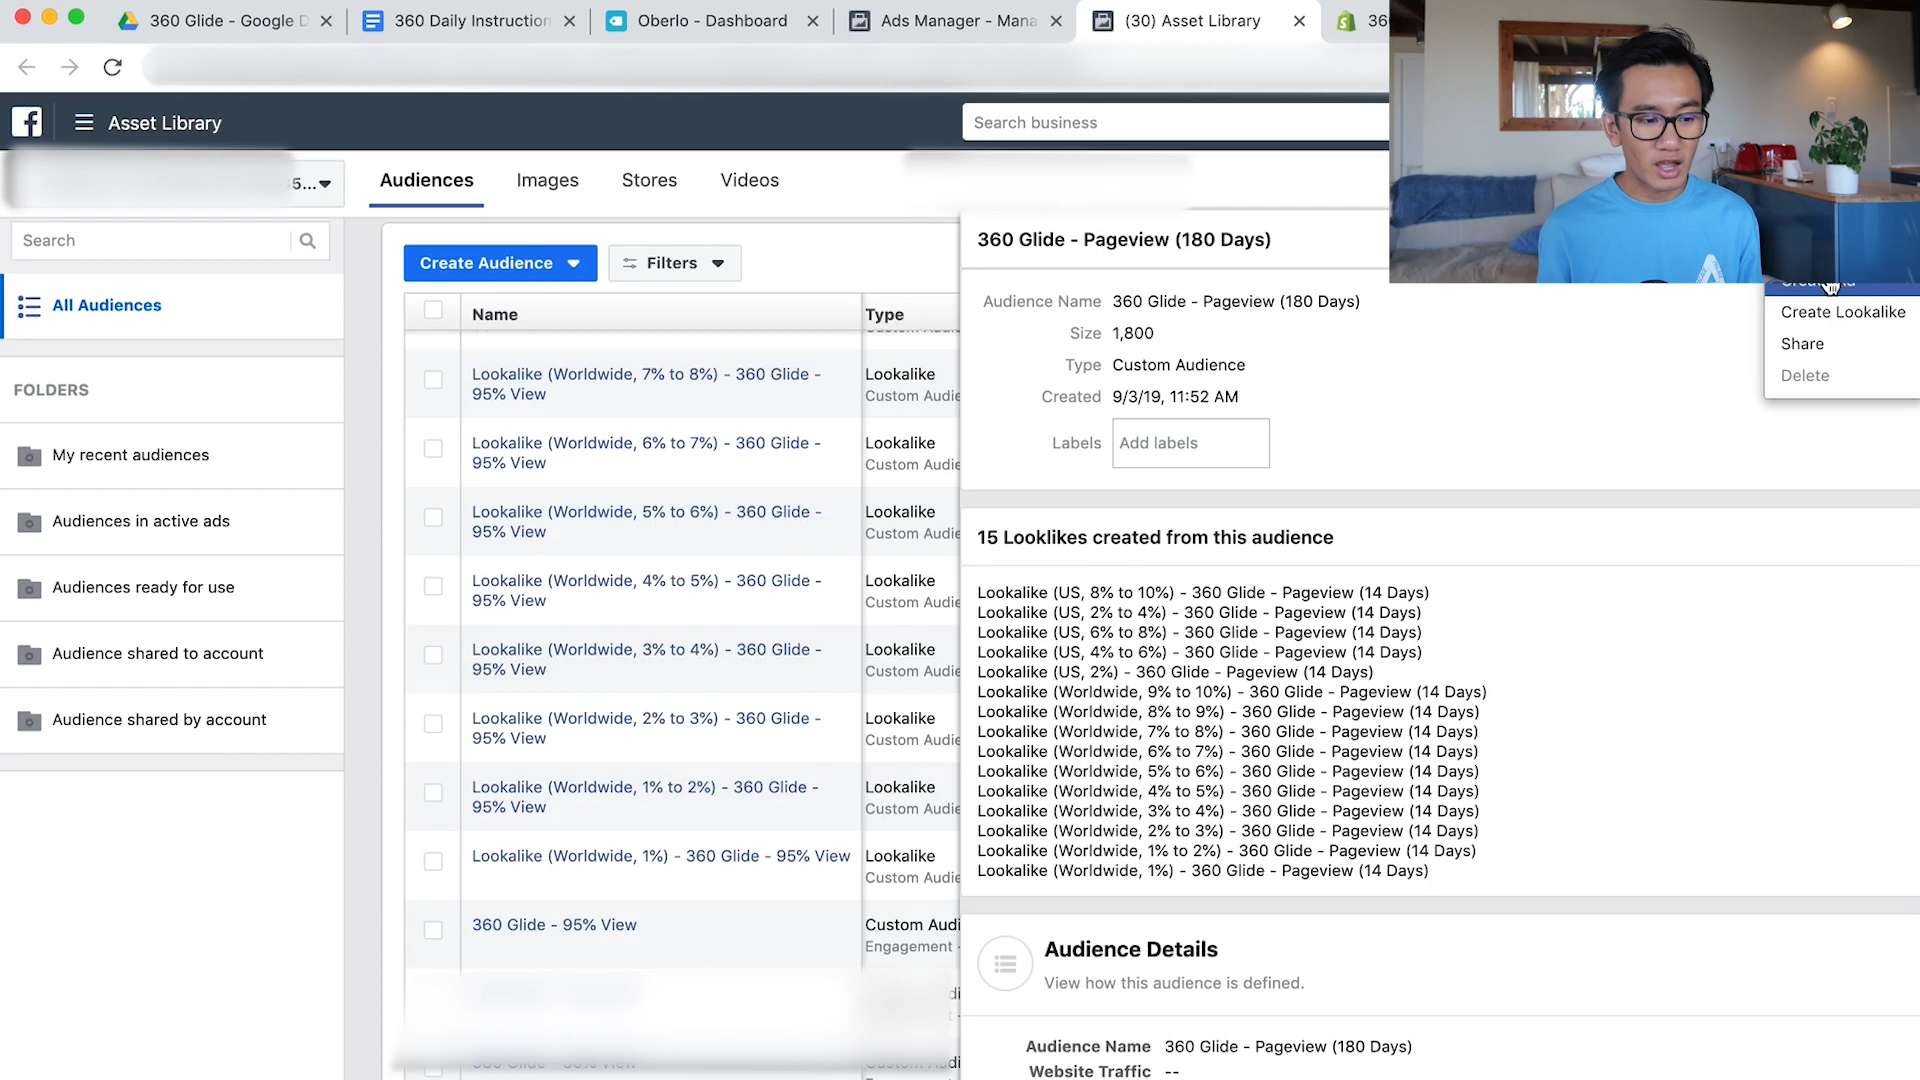 360 Glide - Google D
360 Daily Instruction
Oberlo - Dashboard
Ads Manager - Mana
(30) Asset Library
Asset Library
Search business
5...
Audiences
Images
Stores
Videos
Search
All Audiences
FOLDERS
My recent audiences
Audiences in active ads
Audiences ready for use
Audience shared to account
Audience shared by account
Create Audience
Filters
Name
Type
Lookalike (Worldwide, 7% to 8%) - 360 Glide -
95% View
Lookalike
Custom Audie
Lookalike (Worldwide, 6% to 7%) - 360 Glide -
95% View
Lookalike
Custom Audie
Lookalike (Worldwide, 5% to 6%) - 360 Glide -
95% View
Lookalike
Custom Audie
Lookalike (Worldwide, 4% to 5%) - 360 Glide -
95% View
Lookalike
Custom Audie
Lookalike (Worldwide, 3% to 4%) - 360 Glide -
95% View
Lookalike
Custom Audie
Lookalike (Worldwide, 2% to 3%) - 360 Glide -
95% View
Lookalike
Custom Audie
Lookalike (Worldwide, 1% to 2%) - 360 Glide -
95% View
Lookalike
Custom Audie
Lookalike (Worldwide, 1%) - 360 Glide - 95% View
Lookalike
Custom Audie
360 Glide - 95% View
Custom Audi
Engagement -
360 Glide - Pageview (180 Days)
Audience Name 360 Glide - Pageview (180 Days)
Size 1,800
Type Custom Audience
Created 9/3/19, 11:52 AM
Labels Add labels
Create Lookalike
Share
Delete
15 Looklikes created from this audience
Lookalike (US, 8% to 10%) - 360 Glide - Pageview (14 Days)
Lookalike (US, 2% to 4%) - 360 Glide - Pageview (14 Days)
Lookalike (US, 6% to 8%) - 360 Glide - Pageview (14 Days)
Lookalike (US, 4% to 6%) - 360 Glide - Pageview (14 Days)
Lookalike (US, 2%) - 360 Glide - Pageview (14 Days)
Lookalike (Worldwide, 9% to 10%) - 360 Glide - Pageview (14 Days)
Lookalike (Worldwide, 8% to 9%) - 360 Glide - Pageview (14 Days)
Lookalike (Worldwide, 7% to 8%) - 360 Glide - Pageview (14 Days)
Lookalike (Worldwide, 6% to 7%) - 360 Glide - Pageview (14 Days)
Lookalike (Worldwide, 5% to 6%) - 360 Glide - Pageview (14 Days)
Lookalike (Worldwide, 4% to 5%) - 360 Glide - Pageview (14 Days)
Lookalike (Worldwide, 3% to 4%) - 360 Glide - Pageview (14 Days)
Lookalike (Worldwide, 2% to 3%) - 360 Glide - Pageview (14 Days)
Lookalike (Worldwide, 1% to 2%) - 360 Glide - Pageview (14 Days)
Lookalike (Worldwide, 1%) - 360 Glide - Pageview (14 Days)
Audience Details
View how this audience is defined.
Audience Name 360 Glide - Pageview (180 Days)
Website Traffic --